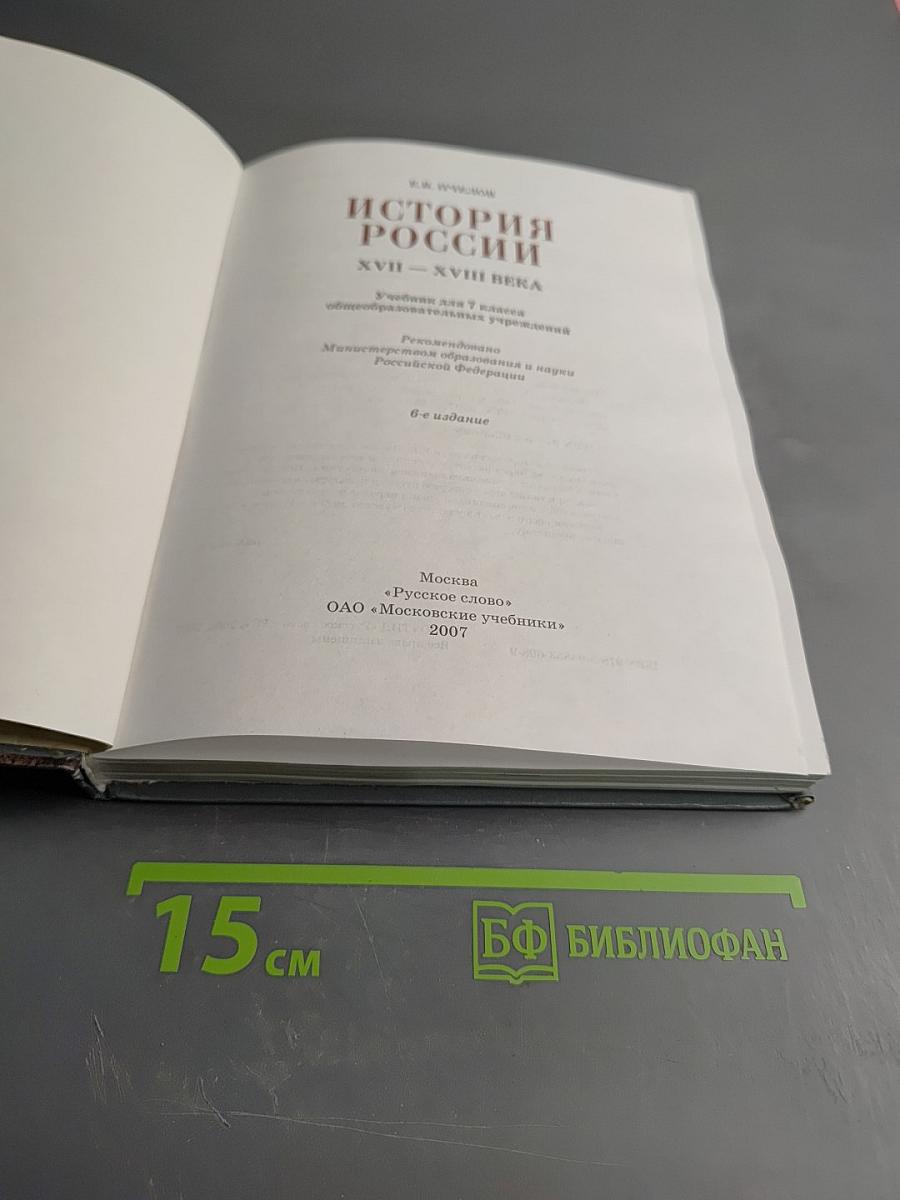 ИСТОРИЯ
РОССИИ
XVII — XVIII ВЕКА
Учебник для 7 класса
общеобразовательных учреждений
Рекомендовано
Министерством образования и науки
Российской Федерации
6-е издание
Москва
«Русское слово»
ОАО «Московские учебники»
2007
15 см
БФ БИБЛИОФАН